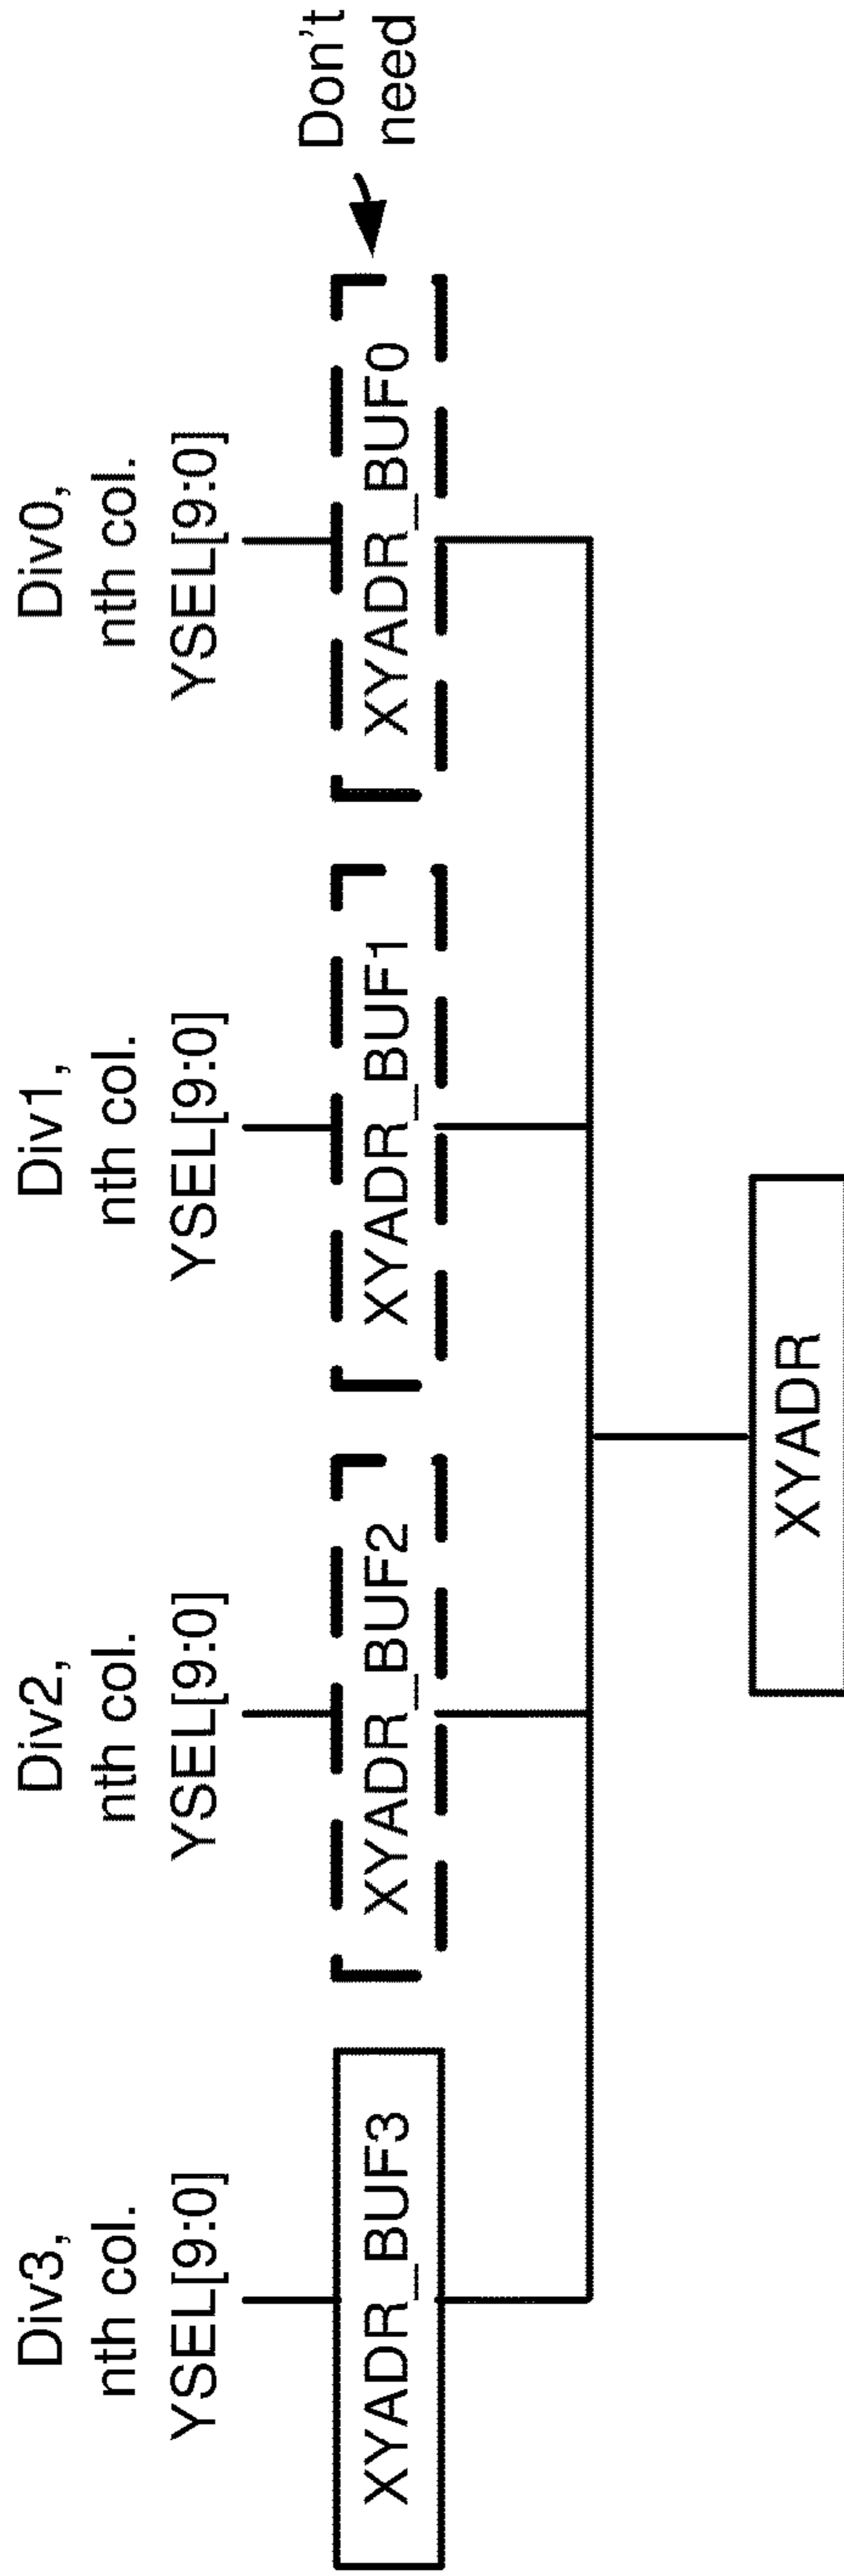 Div3,
nth col.
YSEL[9:0]
Div2,
nth col.
YSEL[9:0]
Div1,
nth col.
YSEL[9:0]
Div0,
nth col.
YSEL[9:0]
XYADR_BUF3
XYADR_BUF2
XYADR_BUF1
XYADR_BUF0
Don't
need
XYADR